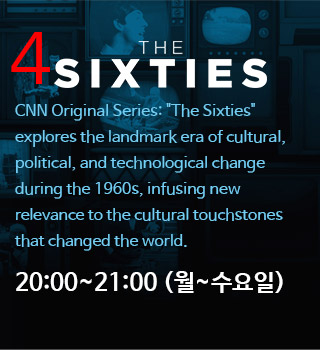 4
THE
SIXTIES
CNN Original Series: "The Sixties"
explores the landmark era of cultural,
political, and technological change
during the 1960s, infusing new
relevance to the cultural touchstones
that changed the world.
20:00~21:00 (월~수요일)